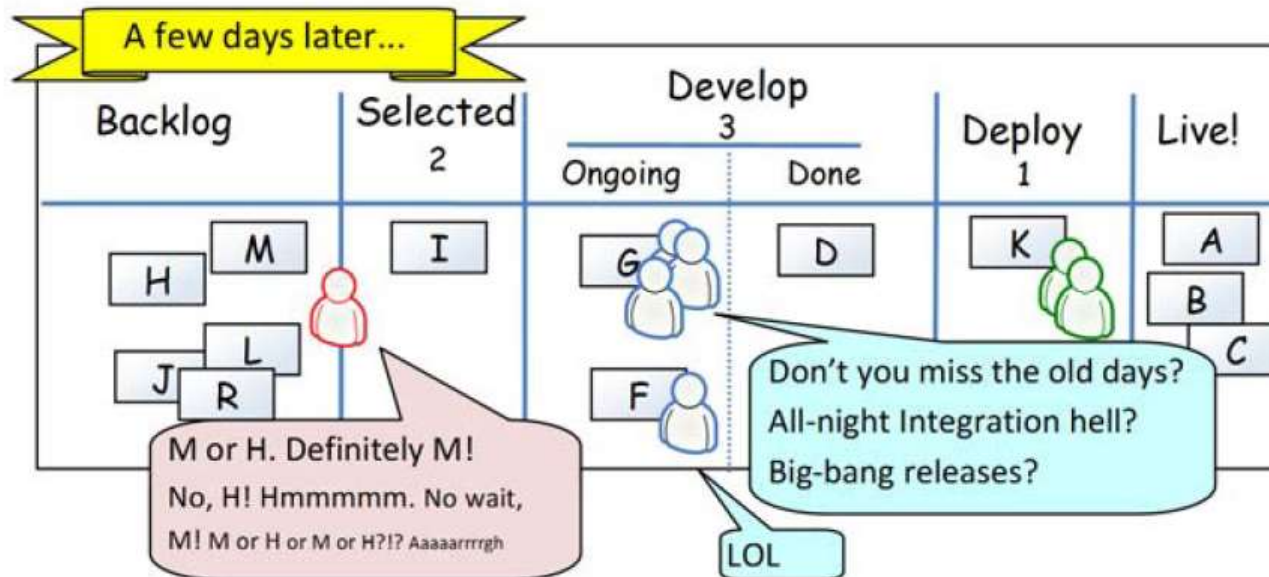 A few days later...
Backlog
Selected
2
Develop
3
Ongoing
Done
Deploy
1
Live!
M
H
L
J
R
I
G
F
D
K
A
B
C
M or H. Definitely M!
No, H! Hmmmmm. No wait,
M! M or H or M or H?!? Aaaaarrrrgh
Don't you miss the old days?
All-night Integration hell?
Big-bang releases?
LOL